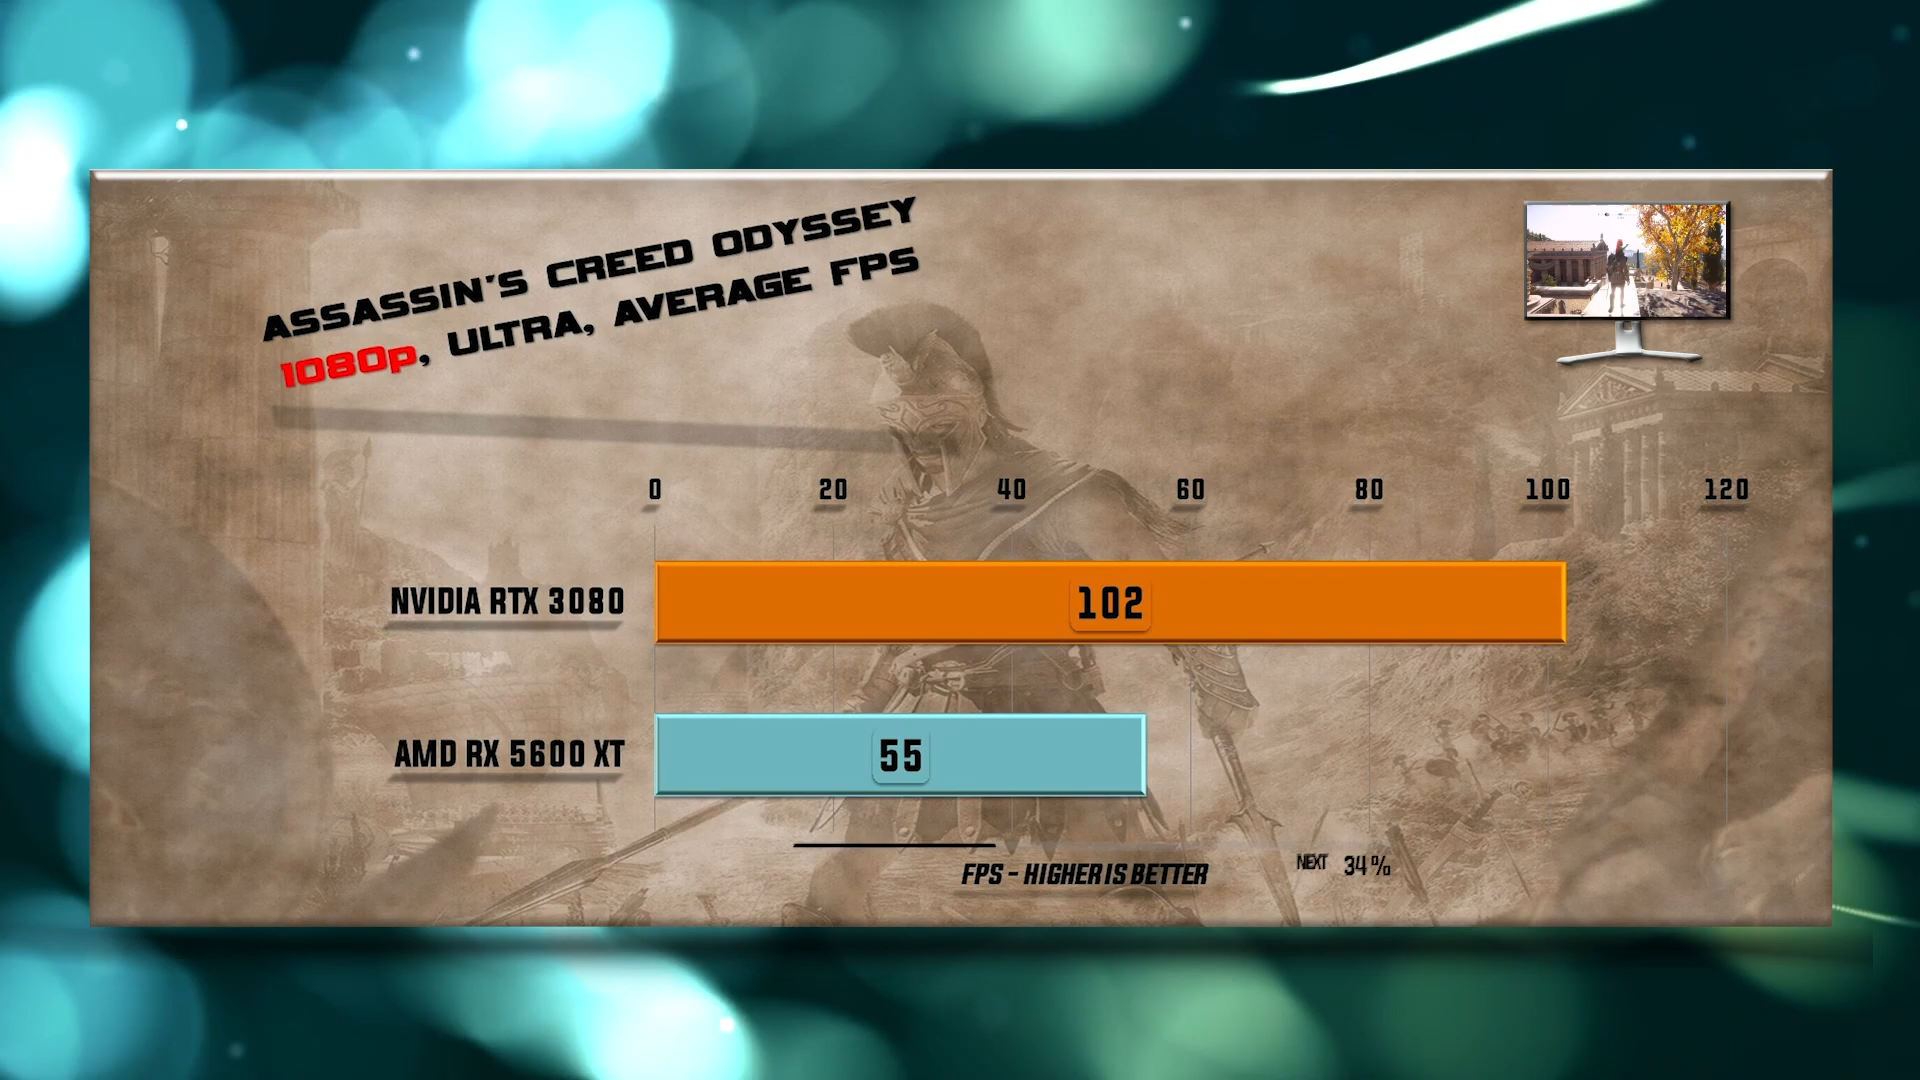 ASSASSIN'S CREED ODYSSEY
1080p, ULTRA, AVERAGE FPS
0 20 40 60 80 100 120
NVIDIA RTX 3080 102
AMD RX 5600 XT 55
FPS - HIGHER IS BETTER
NEXT 34%